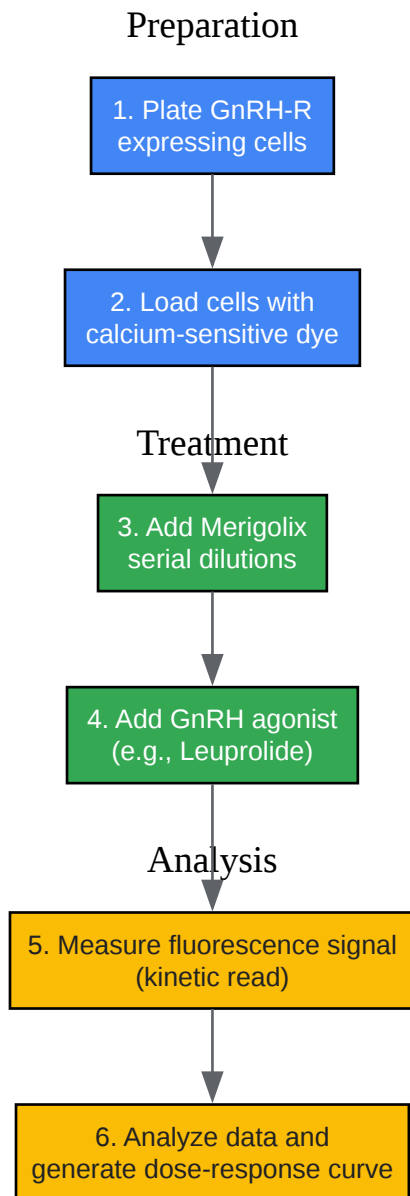 Preparation
1. Plate GnRH-R
expressing cells
2. Load cells with
calcium-sensitive dye
Treatment
3. Add Merigolix
serial dilutions
4. Add GnRH agonist
(e.g., Leuprolide)
Analysis
5. Measure fluorescence signal
(kinetic read)
6. Analyze data and
generate dose-response curve